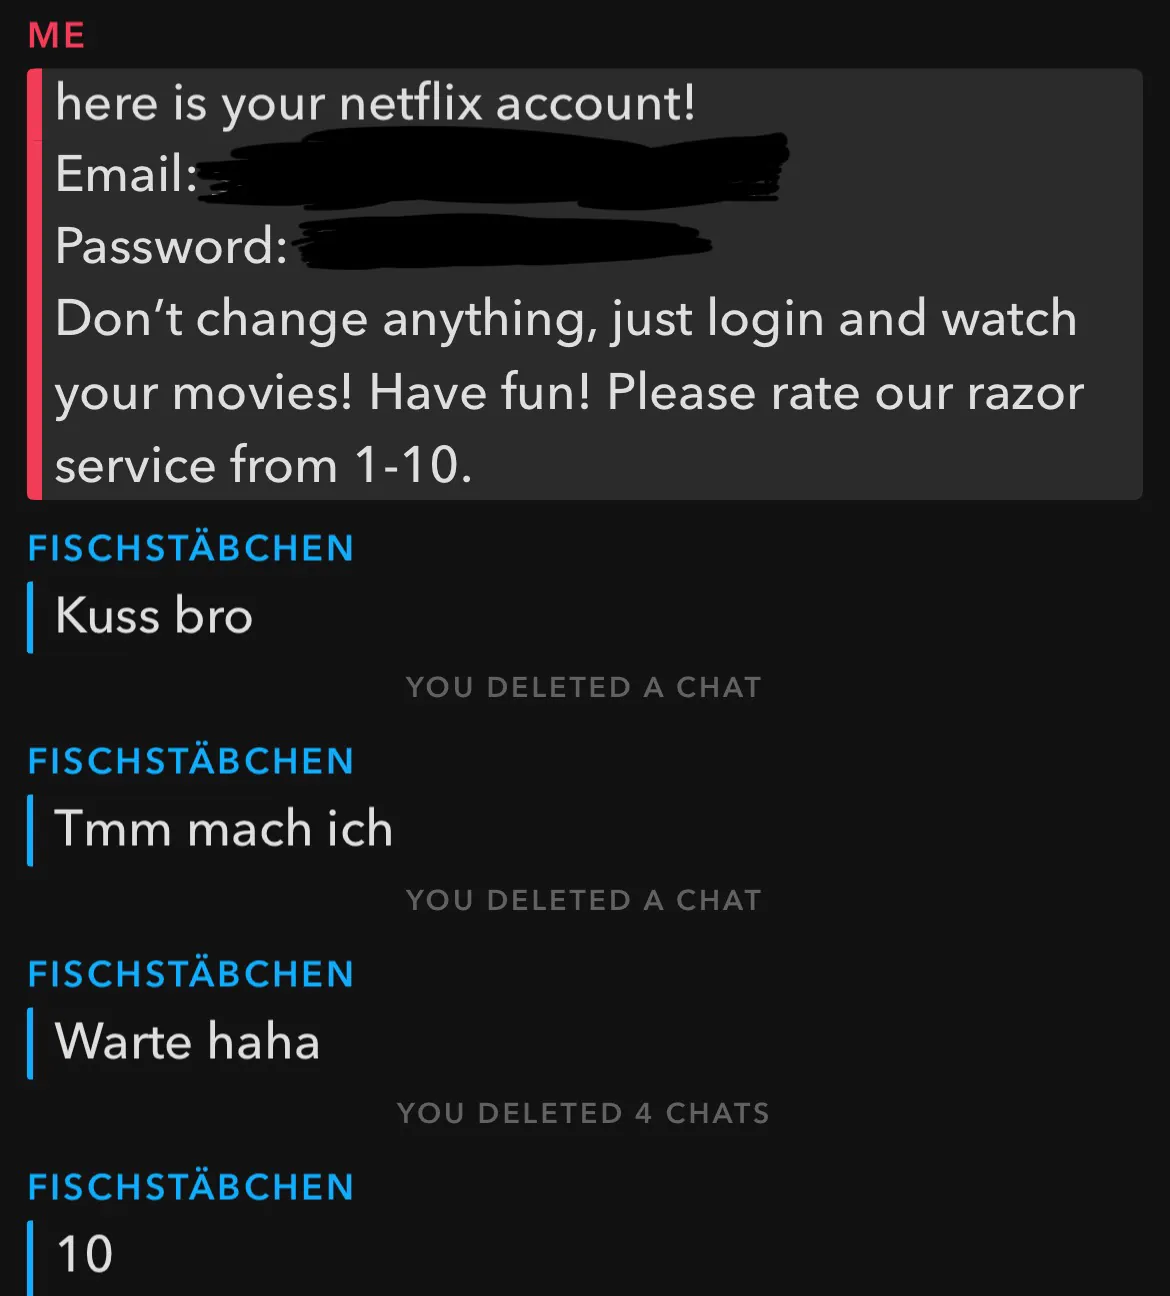 ME
here is your netflix account!
Email:
Password:
Don’t change anything, just login and watch
your movies! Have fun! Please rate our razor
service from 1-10.
FISCHSTÄBCHEN
Kuss bro
YOU DELETED A CHAT
FISCHSTÄBCHEN
Tmm mach ich
YOU DELETED A CHAT
FISCHSTÄBCHEN
Warte haha
YOU DELETED 4 CHATS
FISCHSTÄBCHEN
10